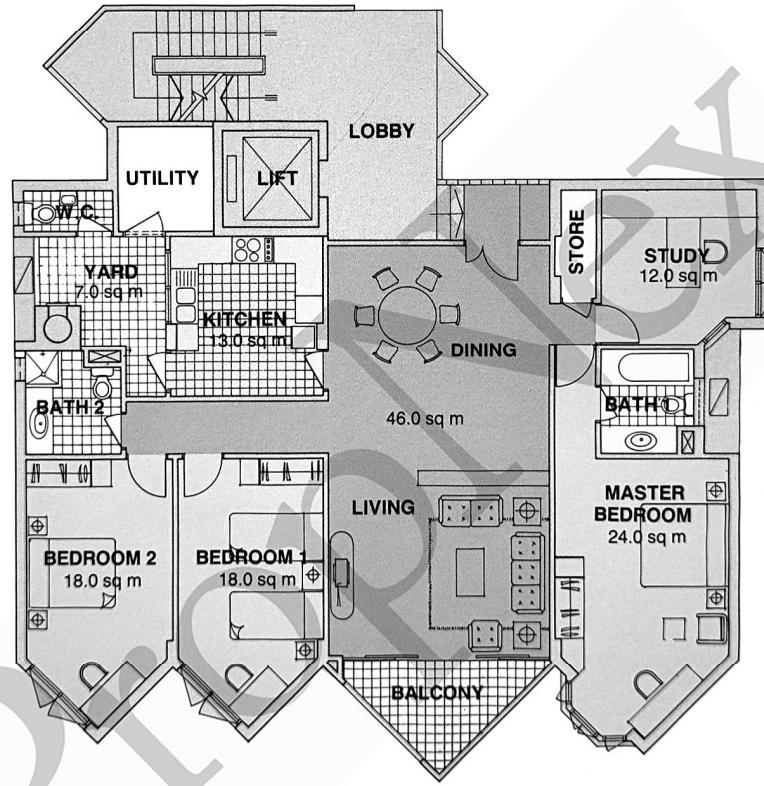 LOBBY
UTILITY
LIFT
W.C.
STORE
STUDY
12.0 sq m
YARD
7.0 sq m
KITCHEN
13.0 sq m
DINING
BATH 2
BATH 1
46.0 sq m
LIVING
MASTER
BEDROOM
24.0 sq m
BEDROOM 2
18.0 sq m
BEDROOM 1
18.0 sq m
BALCONY
PropNex